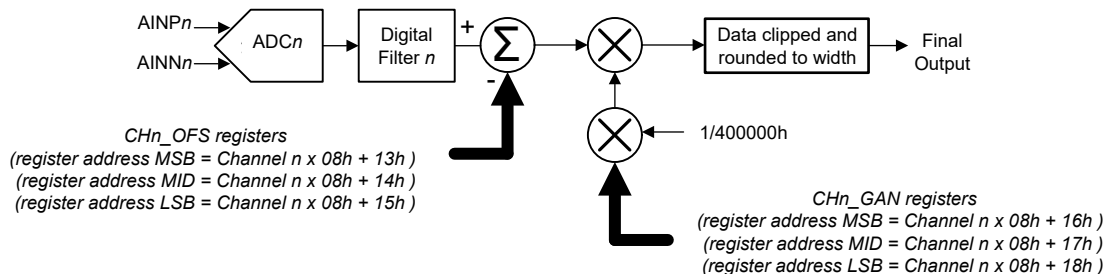 AINPn
AINNn
ADCn
Digital
Filter n
+
-
Σ
Data clipped and
rounded to width
Final
Output
1/400000h
CHn_OFS registers
(register address MSB = Channel n x 08h + 13h )
(register address MID = Channel n x 08h + 14h )
(register address LSB = Channel n x 08h + 15h )
CHn_GAN registers
(register address MSB = Channel n x 08h + 16h )
(register address MID = Channel n x 08h + 17h )
(register address LSB = Channel n x 08h + 18h )